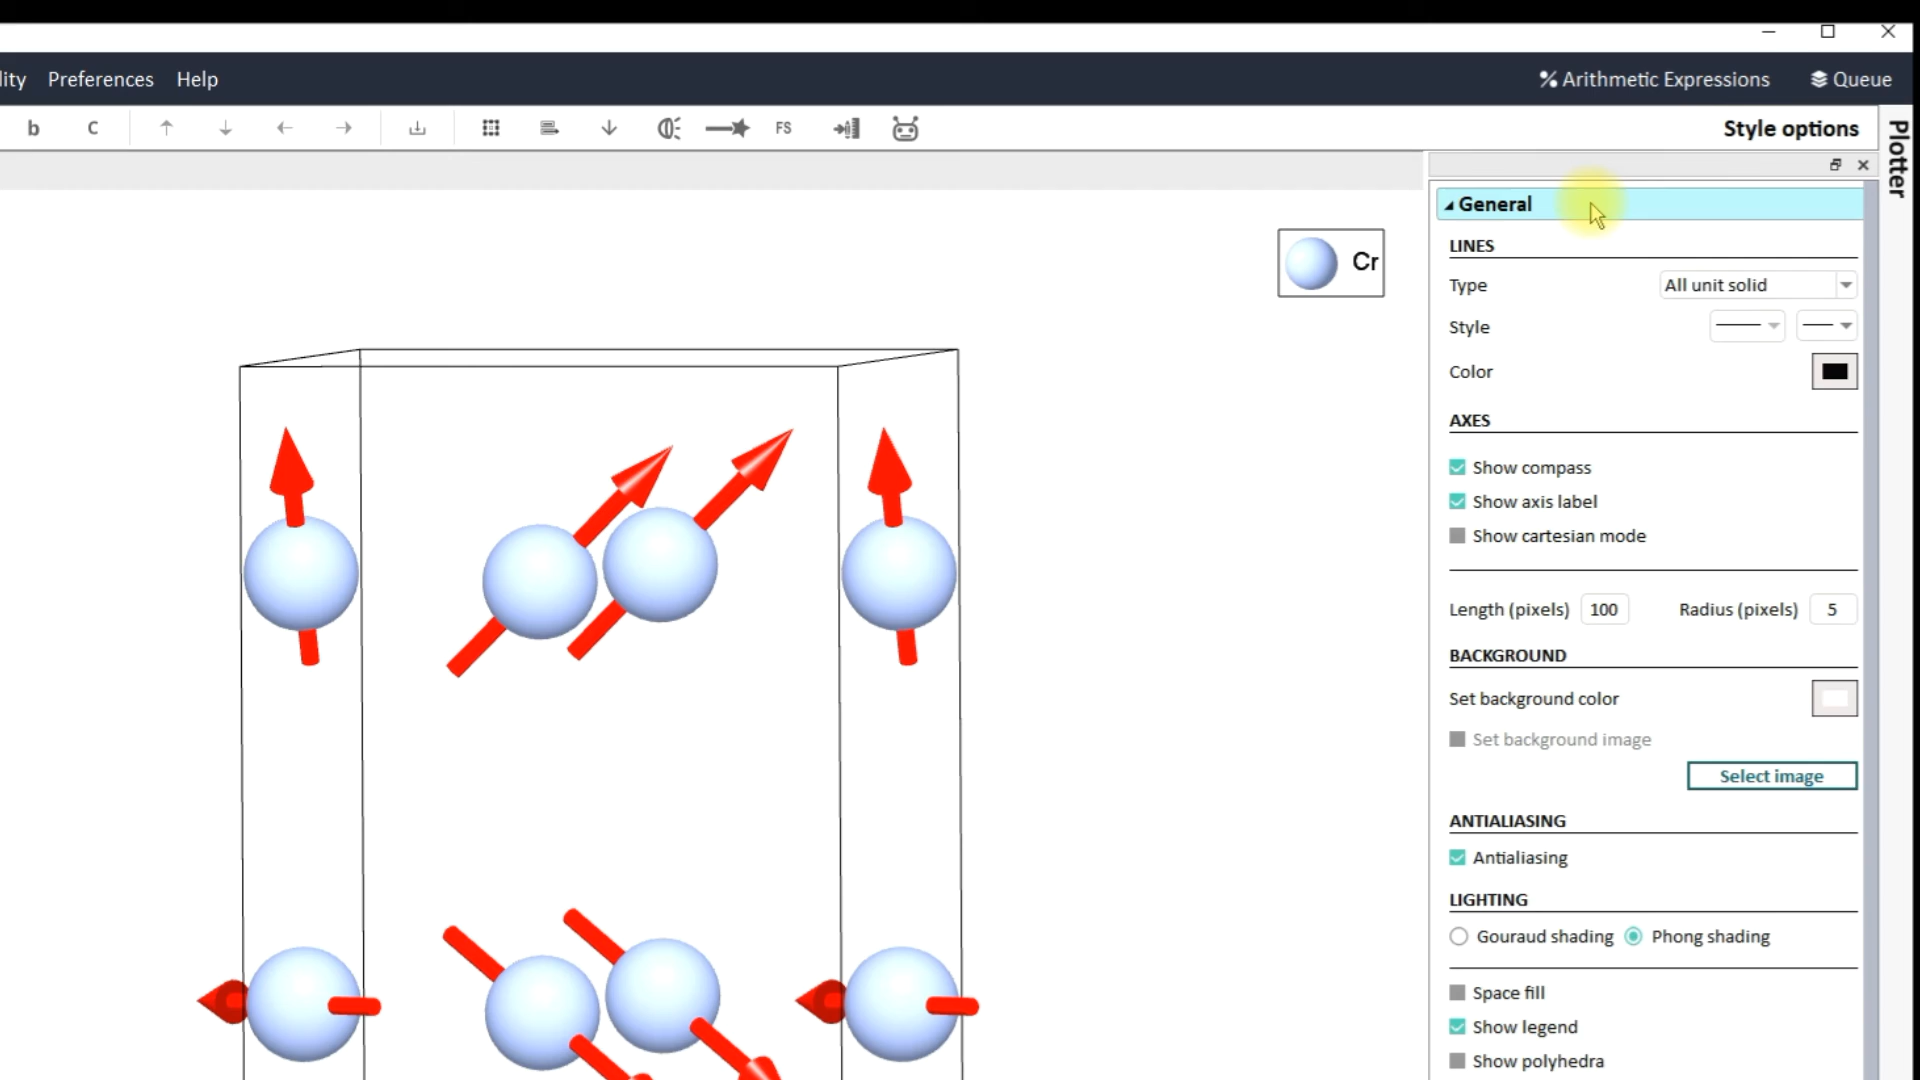 lity Preferences Help Arithmetic Expressions Queue
b c FS Style options
Plotter
General
Cr
LINES
Type All unit solid
Style
Color
AXES
Show compass
Show axis label
Show cartesian mode
Length (pixels) 100 Radius (pixels) 5
BACKGROUND
Set background color
Set background image
Select image
ANTIALIASING
Antialiasing
LIGHTING
Gouraud shading Phong shading
Space fill
Show legend
Show polyhedra